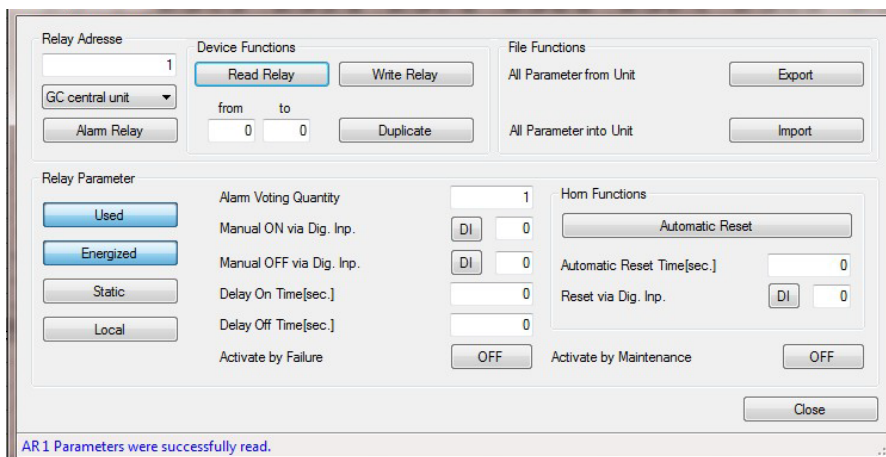 Relay Adresse
1
GC central unit
Alarm Relay
Device Functions
Read Relay
Write Relay
from to
0 0
Duplicate
File Functions
All Parameter from Unit
Export
All Parameter into Unit
Import
Relay Parameter
Used
Energized
Static
Local
Alarm Voting Quantity 1
Manual ON via Dig. Inp. DI 0
Manual OFF via Dig. Inp. DI 0
Delay On Time[sec.] 0
Delay Off Time[sec.] 0
Activate by Failure OFF
Horn Functions
Automatic Reset
Automatic Reset Time[sec.] 0
Reset via Dig. Inp. DI 0
Activate by Maintenance OFF
Close
AR 1 Parameters were successfully read.